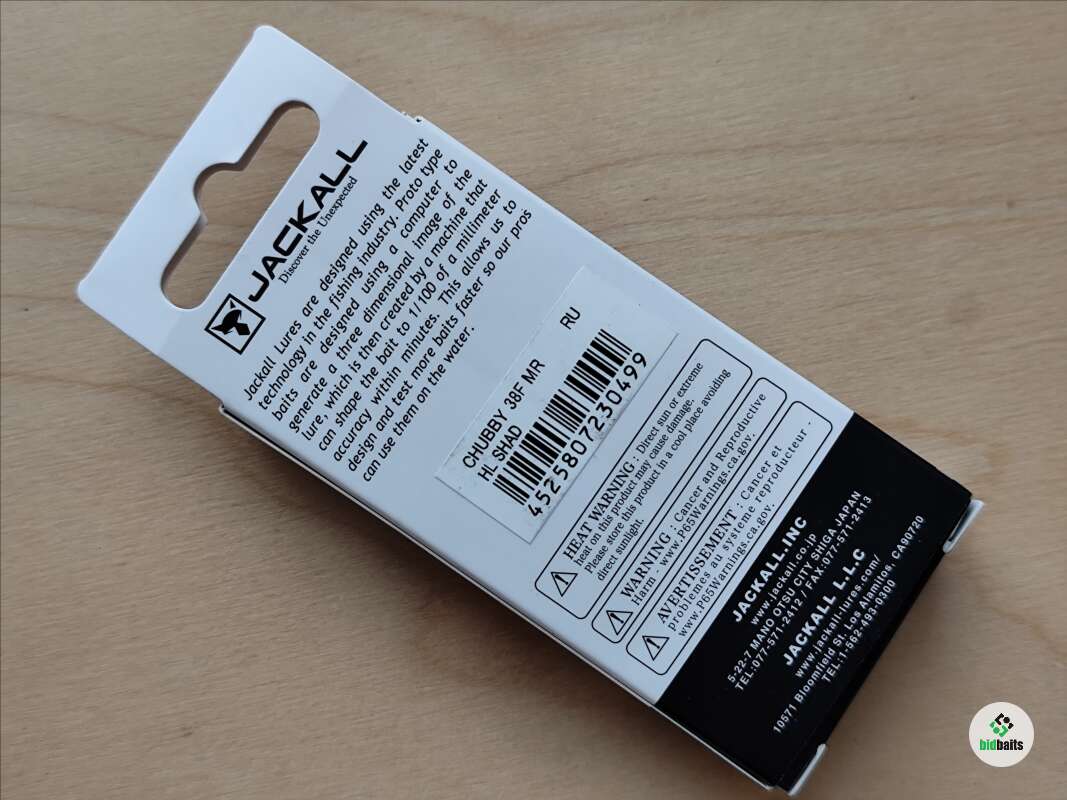 JACKALL
Discover the Unexpected
Jackall Lures are designed using the latest
technology in the fishing industry. Proto type
baits are designed using a computer to
generate a three dimensional image of the
lure, which is then created by a machine that
can shape the bait to 1/100 of a millimeter
accuracy within minutes. This allows us to
design and test more baits faster so our pros
can use them on the water.
CHUBBY 38F MR RU
HL SHAD
4525807230499
HEAT WARNING : Direct sun or extreme
heat on this product may cause damage.
Please store this product in a cool place avoiding
direct sunlight.
WARNING : Cancer and Reproductive
Harm : www.P65Warnings.ca.gov.
AVERTISSEMENT : Cancer et
problemes au systeme reproducteur -
www.P65Warnings.ca.gov.
JACKALL.INC
www.jackall.co.jp
5-22-7 MANO OTSU CITY SHIGA JAPAN
TEL:077-571-2412 / FAX:077-571-2413
JACKALL L.L.C
www.jackall-lures.com/
10571 Bloomfield St. Los Alamitos, CA90720
TEL:1-562-493-0300
bidbaits